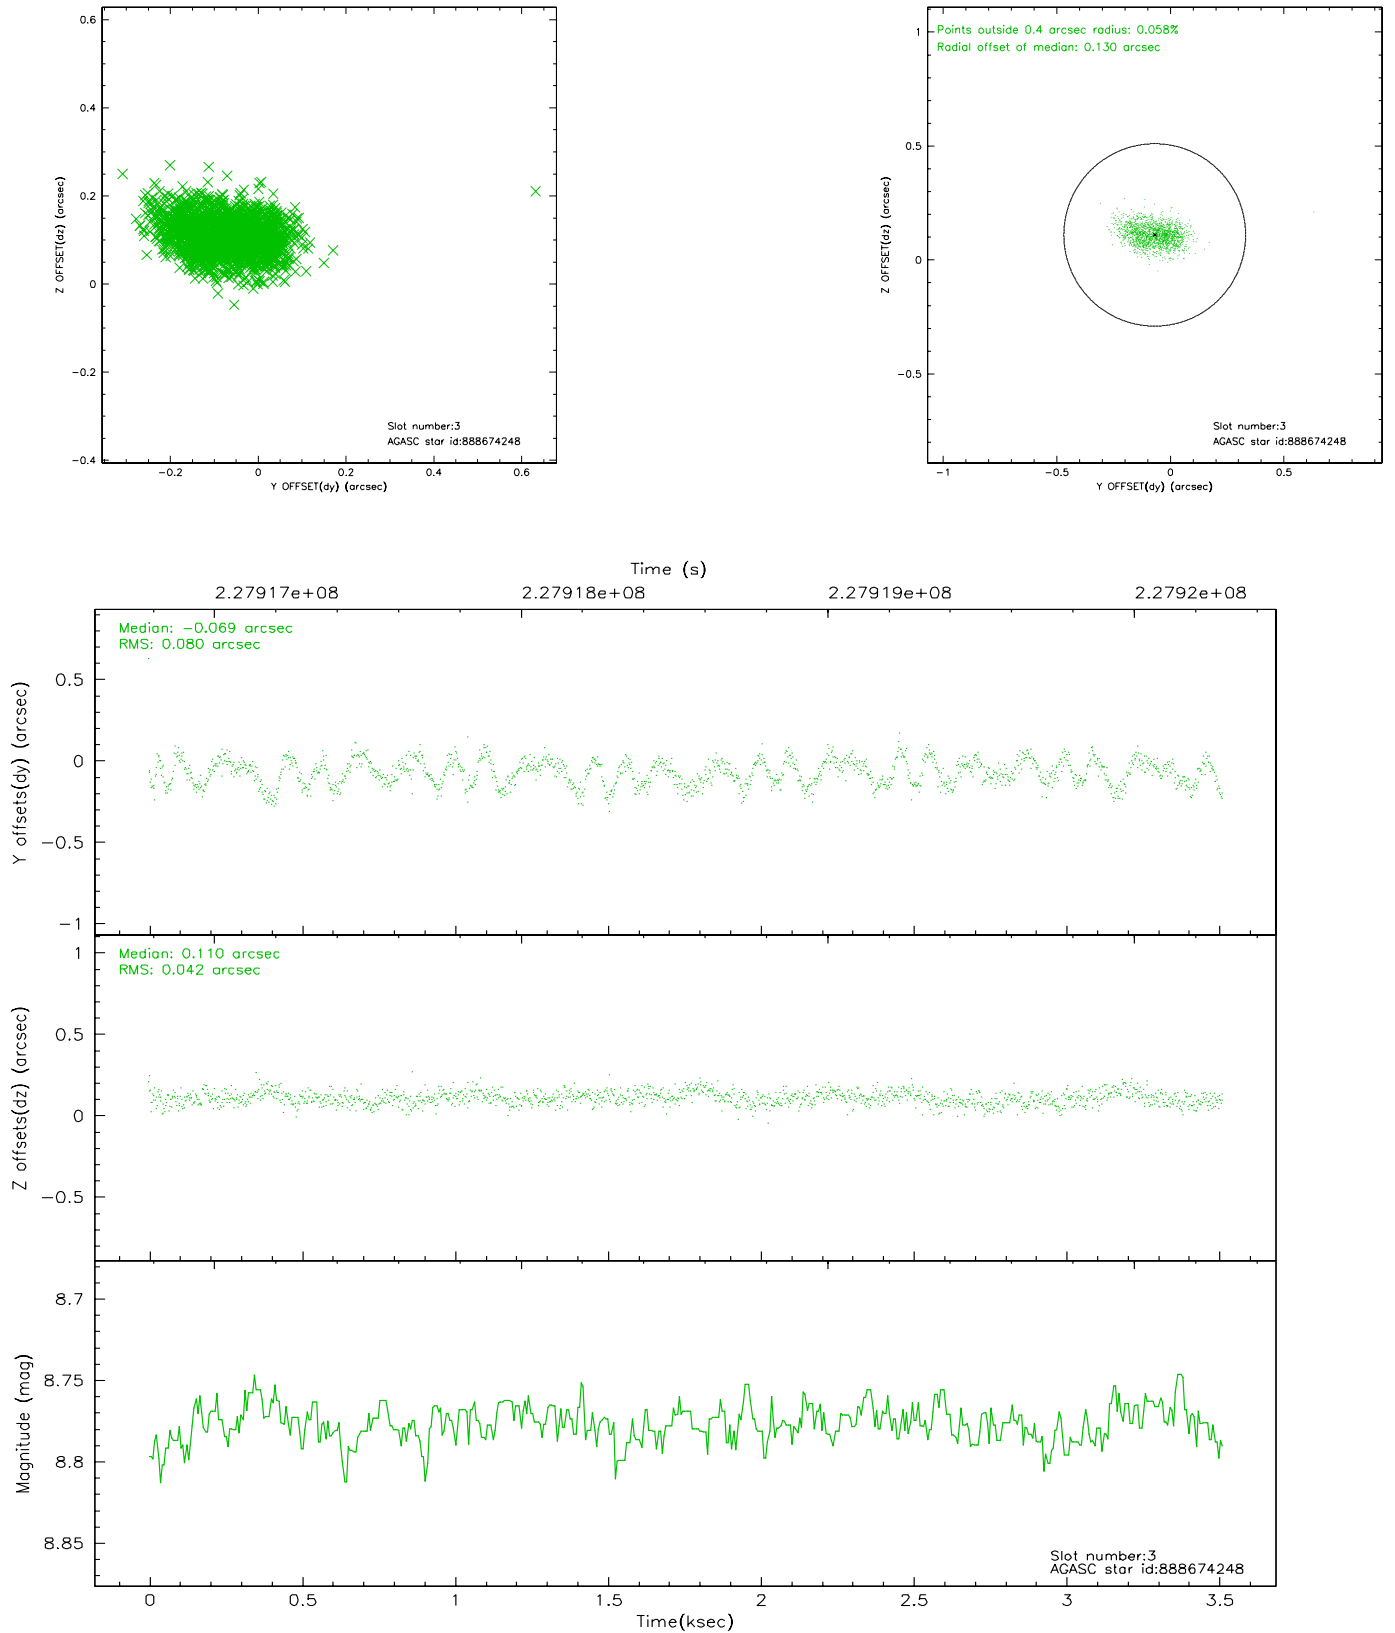 0.6
0.4
0.2
0
−0.2
−0.4
Z OFFSET(dz) (arcsec)
Slot number:3
AGASC star id:888674248
−0.2
0
0.2
0.4
0.6
Y OFFSET(dy) (arcsec)
Points outside 0.4 arcsec radius: 0.058%
Radial offset of median: 0.130 arcsec
1
0.5
0
−0.5
Z OFFSET(dz) (arcsec)
Slot number:3
AGASC star id:888674248
−1
−0.5
0
0.5
Y OFFSET(dy) (arcsec)
Time (s)
2.27917e+08
2.27918e+08
2.27919e+08
2.2792e+08
Median: −0.069 arcsec
RMS: 0.080 arcsec
0.5
0
−0.5
−1
Y offsets(dy) (arcsec)
Median: 0.110 arcsec
RMS: 0.042 arcsec
1
0.5
0
−0.5
Z offsets(dz) (arcsec)
8.7
8.75
8.8
8.85
Magnitude (mag)
Slot number:3
AGASC star id:888674248
0
0.5
1
1.5
2
2.5
3
3.5
Time(ksec)